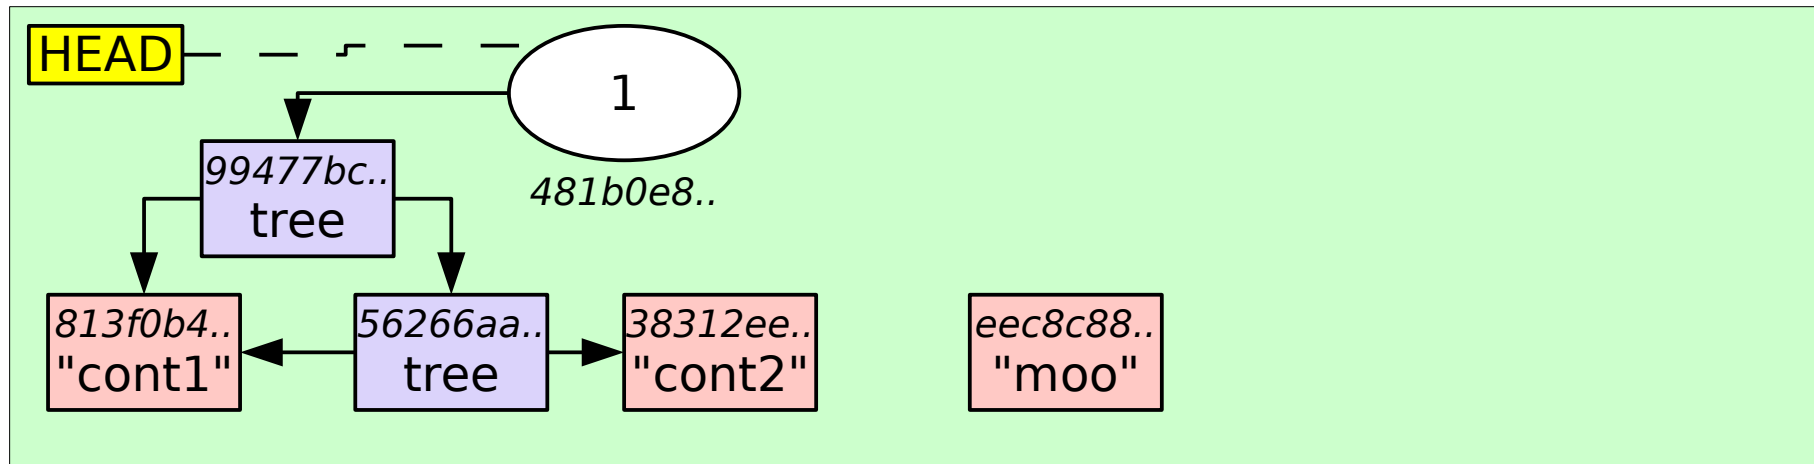 HEAD
1
99477bc..
tree
481b0e8..
813f0b4..
"cont1"
56266aa..
tree
38312ee..
"cont2"
eec8c88..
"moo"